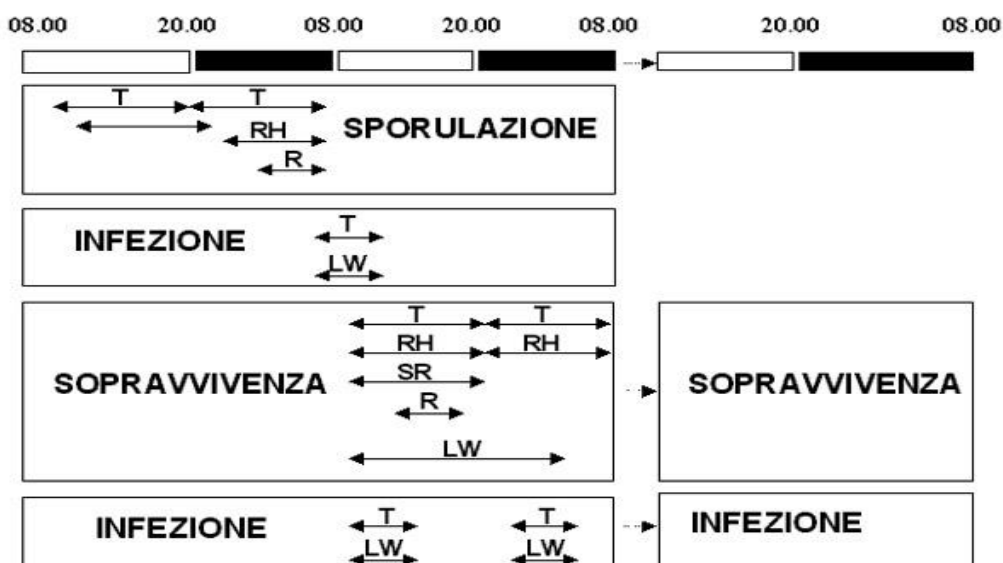 08.00 20.00 08.00 20.00 08.00 20.00 08.00
T T
RH SPORULAZIONE
R
T
INFEZIONE
LW
T T
RH RH
SR
SOPRAVVIVENZA SOPRAVVIVENZA
R
LW
T T
INFEZIONE INFEZIONE
LW LW